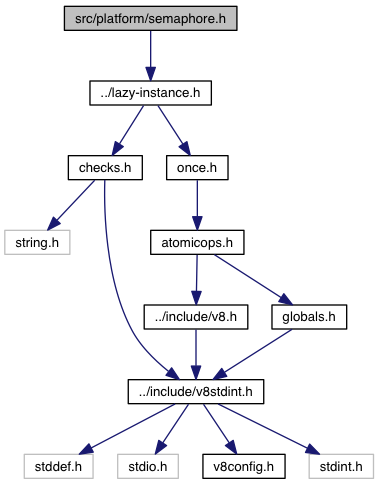 src/platform/semaphore.h
../lazy-instance.h
checks.h
once.h
string.h
atomicops.h
../include/v8.h
globals.h
../include/v8stdint.h
stddef.h
stdio.h
v8config.h
stdint.h